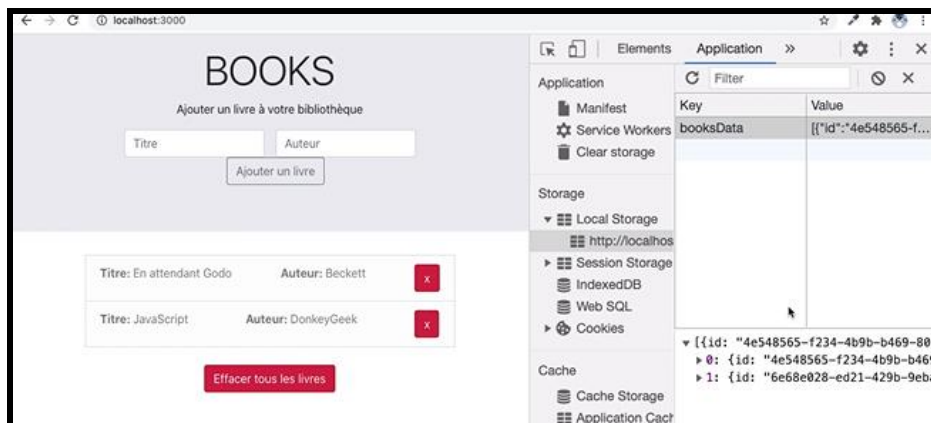 localhost:3000
BOOKS
Ajouter un livre à votre bibliothèque
Titre
Auteur
Ajouter un livre
Titre: En attendant Godo
Auteur: Beckett
x
Titre: JavaScript
Auteur: DonkeyGeek
x
Effacer tous les livres
Elements
Application
»
Application
Manifest
Service Workers
Clear storage
Storage
Local Storage
http://localhos
Session Storage
IndexedDB
Web SQL
Cookies
Cache
Cache Storage
Application Cach
Filter
Key
Value
booksData
[{"id":"4e548565-f...
[{id: "4e548565-f234-4b9b-b469-80
0: {id: "4e548565-f234-4b9b-b469
1: {id: "6e68e028-ed21-429b-9eba